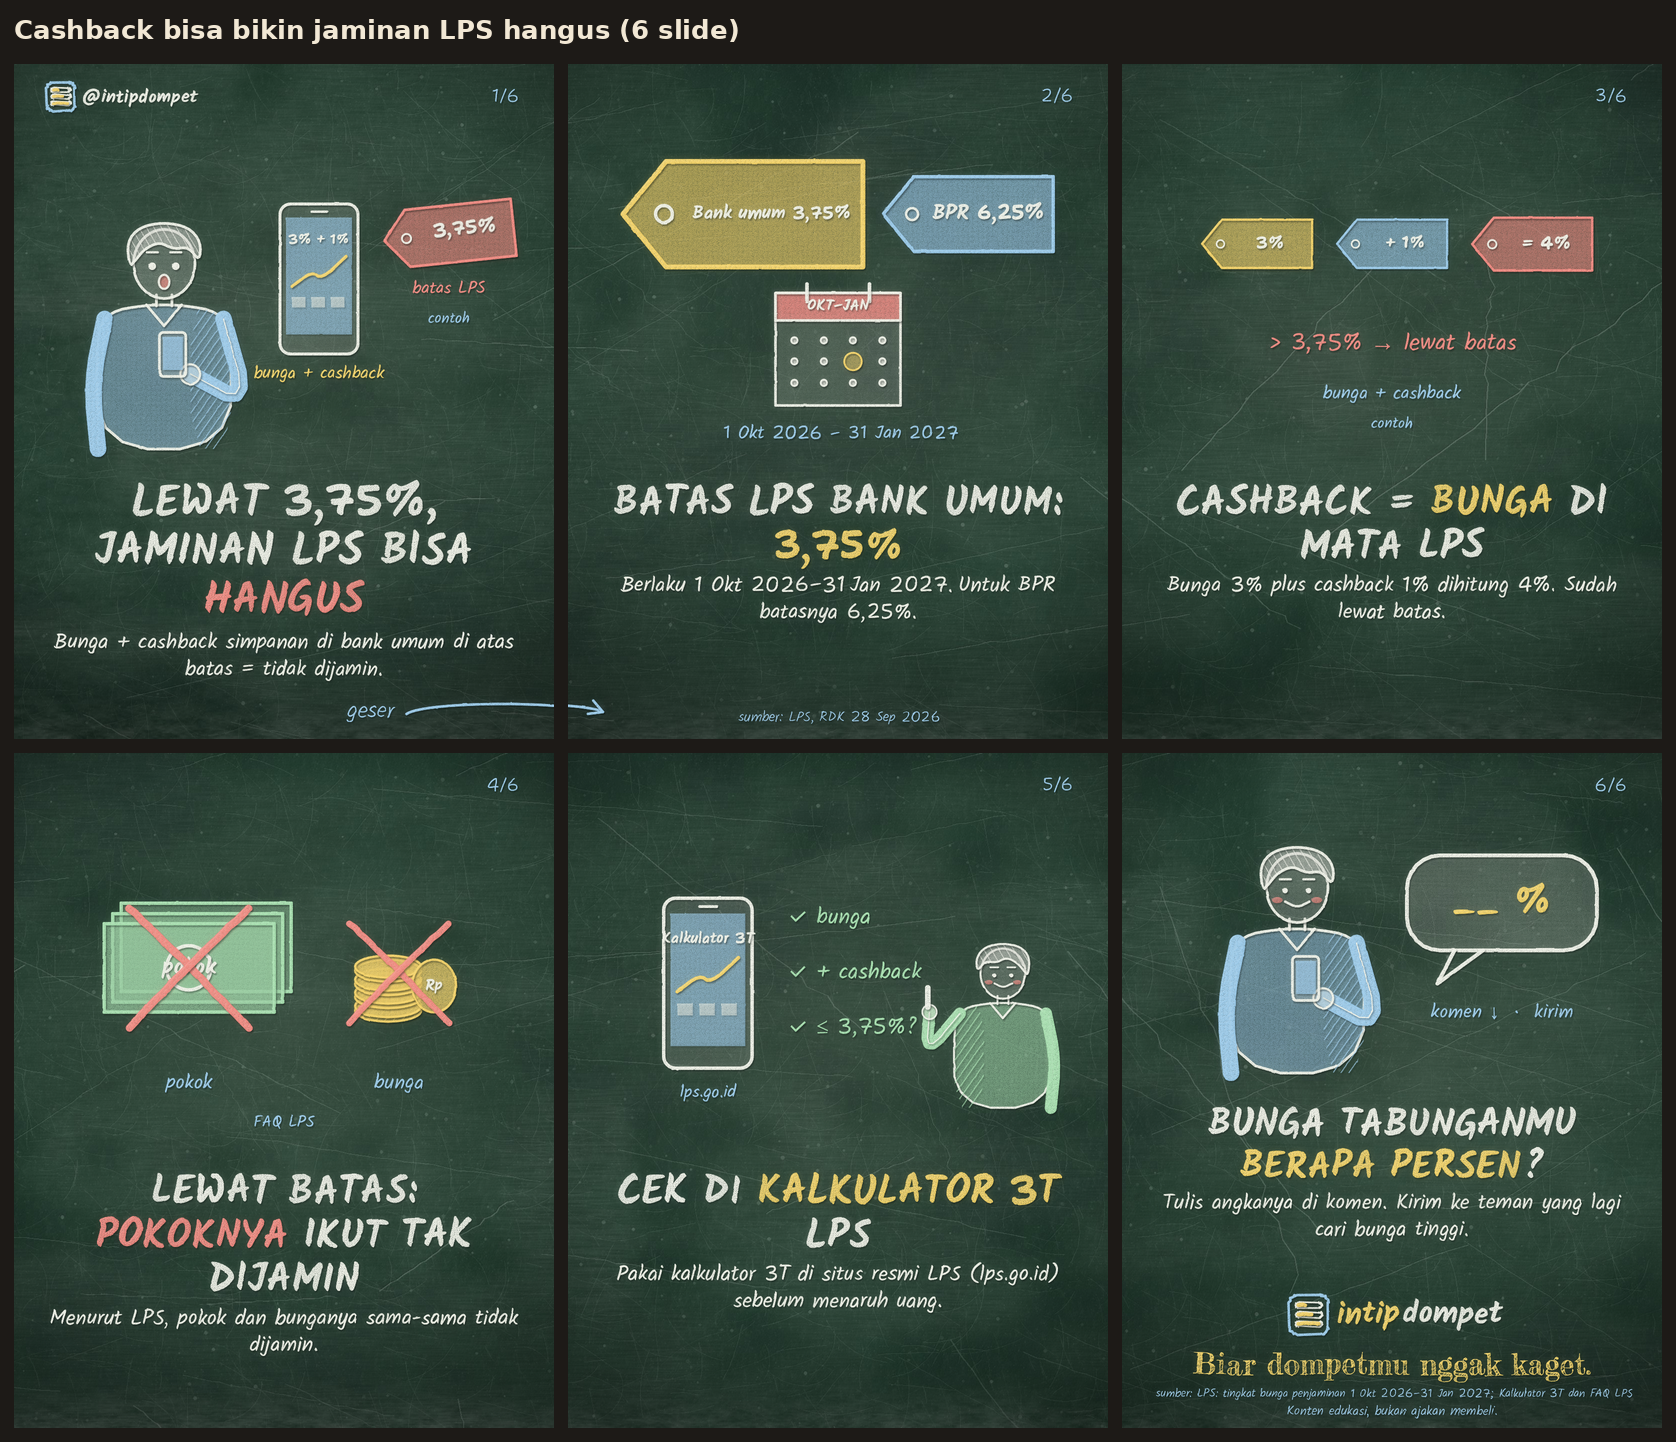 Cashback bisa bikin jaminan LPS hangus (6 slide)
@intipdompet
1/6
3% + 1%
3,75%
batas LPS
contoh
bunga + cashback
LEWAT 3,75%,
JAMINAN LPS BISA
HANGUS
Bunga + cashback simpanan di bank umum di atas
batas = tidak dijamin.
geser
2/6
Bank umum 3,75%
BPR 6,25%
OKT-JAN
1 Okt 2026 - 31 Jan 2027
BATAS LPS BANK UMUM:
3,75%
Berlaku 1 Okt 2026-31 Jan 2027. Untuk BPR
batasnya 6,25%.
sumber: LPS, RDK 28 Sep 2026
3/6
3%
+ 1%
= 4%
> 3,75% → lewat batas
bunga + cashback
contoh
CASHBACK = BUNGA DI
MATA LPS
Bunga 3% plus cashback 1% dihitung 4%. Sudah
lewat batas.
4/6
pokok
Rp
pokok
bunga
FAQ LPS
LEWAT BATAS:
POKOKNYA IKUT TAK
DIJAMIN
Menurut LPS, pokok dan bunganya sama-sama tidak
dijamin.
5/6
Kalkulator 3T
✓ bunga
✓ + cashback
✓ ≤ 3,75%?
lps.go.id
CEK DI KALKULATOR 3T
LPS
Pakai kalkulator 3T di situs resmi LPS (lps.go.id)
sebelum menaruh uang.
6/6
__ %
komen ↓ · kirim
BUNGA TABUNGANMU
BERAPA PERSEN?
Tulis angkanya di komen. Kirim ke teman yang lagi
cari bunga tinggi.
intipdompet
Biar dompetmu nggak kaget.
sumber: LPS: tingkat bunga penjaminan 1 Okt 2026-31 Jan 2027; Kalkulator 3T dan FAQ LPS
Konten edukasi, bukan ajakan membeli.